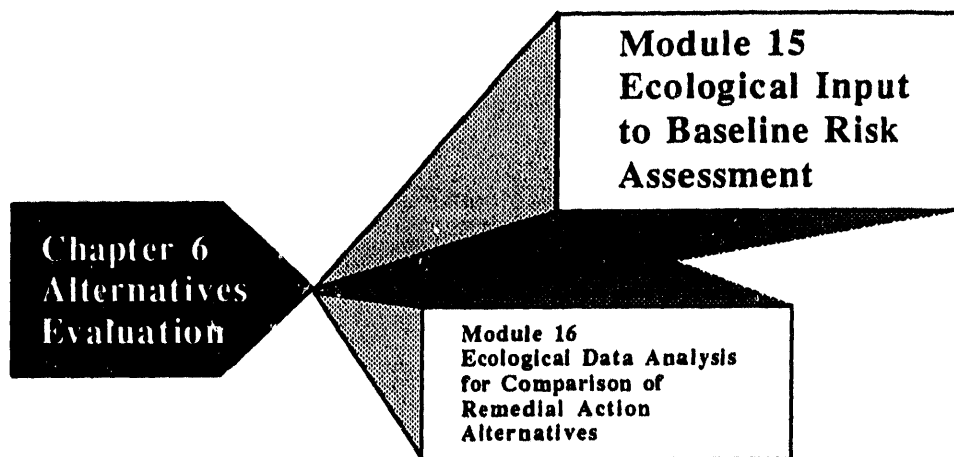 Module 15
Ecological Input
to Baseline Risk
Assessment
Chapter 6
Alternatives
Evaluation
Module 16
Ecological Data Analysis
for Comparison of
Remedial Action
Alternatives